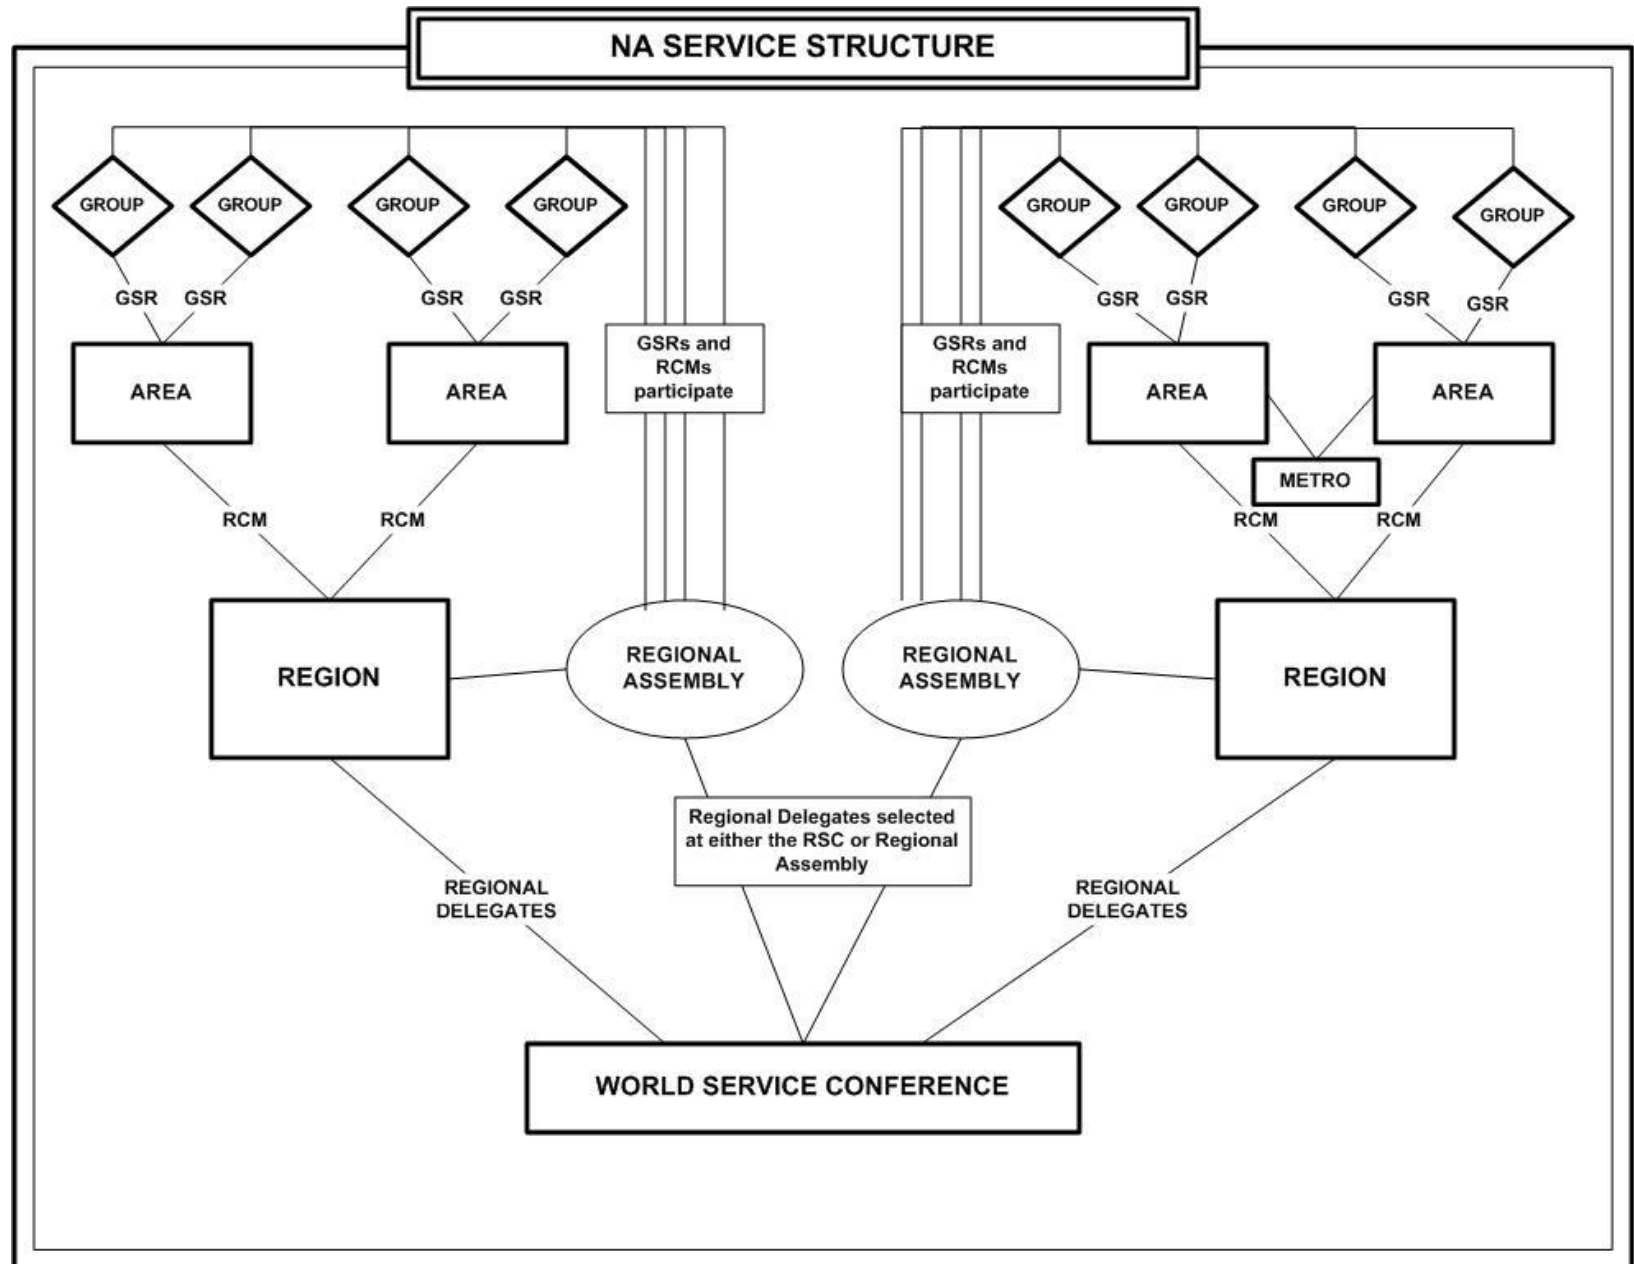 NA SERVICE STRUCTURE
GROUP GROUP GROUP GROUP GROUP GROUP GROUP GROUP
GSR GSR GSR GSR GSR GSR GSR GSR
GSRs and
RCMs
participate
GSRs and
RCMs
participate
AREA AREA AREA AREA
METRO
RCM RCM RCM RCM
REGION
REGIONAL
ASSEMBLY
REGIONAL
ASSEMBLY
REGION
Regional Delegates selected
at either the RSC or Regional
Assembly
REGIONAL
DELEGATES
REGIONAL
DELEGATES
WORLD SERVICE CONFERENCE